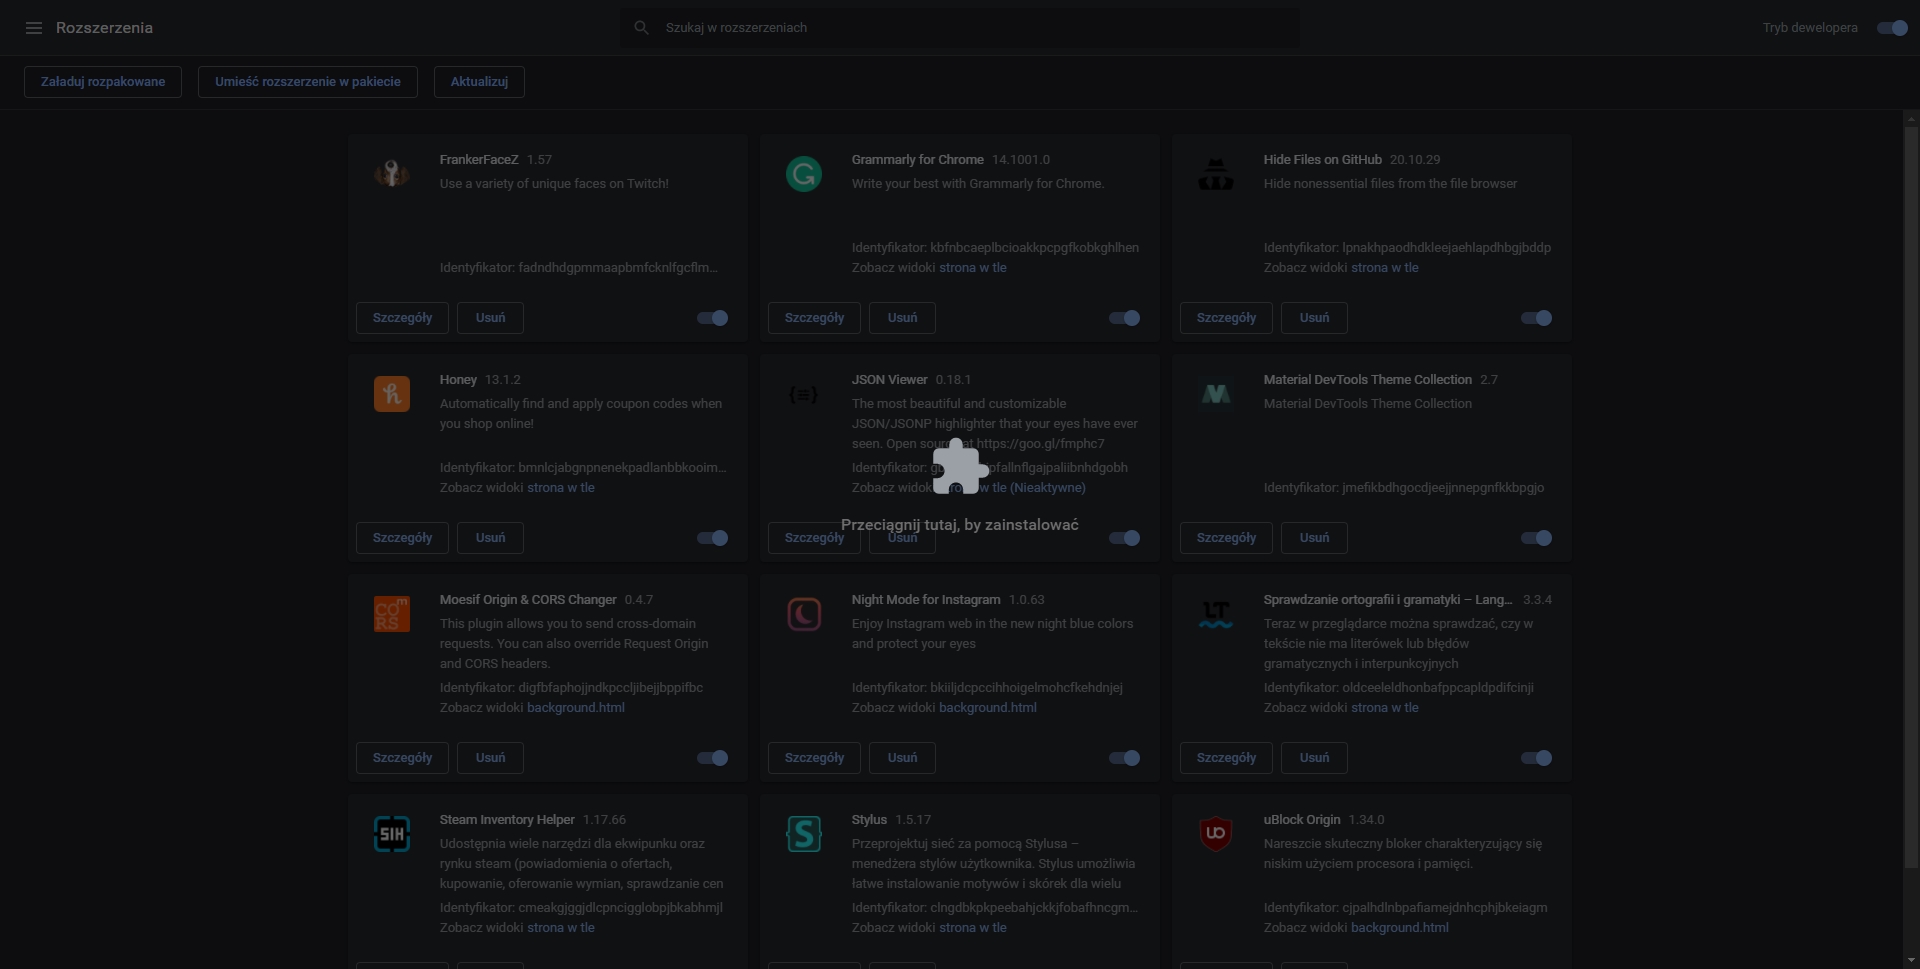 Rozszerzenia
Szukaj w rozszerzeniach
Tryb dewelopera
Załaduj rozpakowane
Umieść rozszerzenie w pakiecie
Aktualizuj
FrankerFaceZ 1.57
Use a variety of unique faces on Twitch!
Identyfikator: fadndhdgpmmaapbmfcknlfgcflm...
Szczegóły
Usuń
Grammarly for Chrome 14.1001.0
Write your best with Grammarly for Chrome.
Identyfikator: kbfnbcaeplbcioakkpcpgfkobkghlhen
Zobacz widoki strona w tle
Szczegóły
Usuń
Hide Files on GitHub 20.10.29
Hide nonessential files from the file browser
Identyfikator: lpnakhpaodhdkleejaehlapdhbgjbddp
Zobacz widoki strona w tle
Szczegóły
Usuń
Honey 13.1.2
Automatically find and apply coupon codes when
you shop online!
Identyfikator: bmnlcjabgnpnenekpadlanbbkooim...
Zobacz widoki strona w tle
Szczegóły
Usuń
{≡}
JSON Viewer 0.18.1
The most beautiful and customizable
JSON/JSONP highlighter that your eyes have ever
seen. Open at https://goo.gl/fmphc7
Identyfikator:
Zobacz w tle (Nieaktywne)
Przeciągnij tutaj, by zainstalować
Szczegóły
Usuń
Material DevTools Theme Collection 2.7
Material DevTools Theme Collection
Identyfikator: jmefikbdhgocdjeejjnnepgnfkkbpgjo
Szczegóły
Usuń
CO m
RS
Moesif Origin & CORS Changer 0.4.7
This plugin allows you to send cross-domain
requests. You can also override Request Origin
and CORS headers.
Identyfikator: digfbfaphojjndkpccljibejjbppifbc
Zobacz widoki background.html
Szczegóły
Usuń
Night Mode for Instagram 1.0.63
Enjoy Instagram web in the new night blue colors
and protect your eyes
Identyfikator: bkiiljdcpccihhoigelmohcfkehdnjej
Zobacz widoki background.html
Szczegóły
Usuń
LT
Sprawdzanie ortografii i gramatyki – Lang... 3.3.4
Teraz w przeglądarce można sprawdzać, czy w
tekście nie ma literówek lub błędów
gramatycznych i interpunkcyjnych
Identyfikator: oldceeleldhonbafppcapldpdifcinji
Zobacz widoki strona w tle
Szczegóły
Usuń
SIH
Steam Inventory Helper 1.17.66
Udostępnia wiele narzędzi dla ekwipunku oraz
rynku steam (powiadomienia o ofertach,
kupowanie, oferowanie wymian, sprawdzanie cen
Identyfikator: cmeakgjggjdlcpncigglobpjbkabhmjl
Zobacz widoki strona w tle
S
Stylus 1.5.17
Przeprojektuj sieć za pomocą Stylusa –
menedżera stylów użytkownika. Stylus umożliwia
łatwe instalowanie motywów i skórek dla wielu
Identyfikator: clngdbkpkpeebahjckkjfobafhncgm...
Zobacz widoki strona w tle
uO
uBlock Origin 1.34.0
Nareszcie skuteczny bloker charakteryzujący się
niskim użyciem procesora i pamięci.
Identyfikator: cjpalhdlnbpafiamejdnhcphjbkeiagm
Zobacz widoki background.html